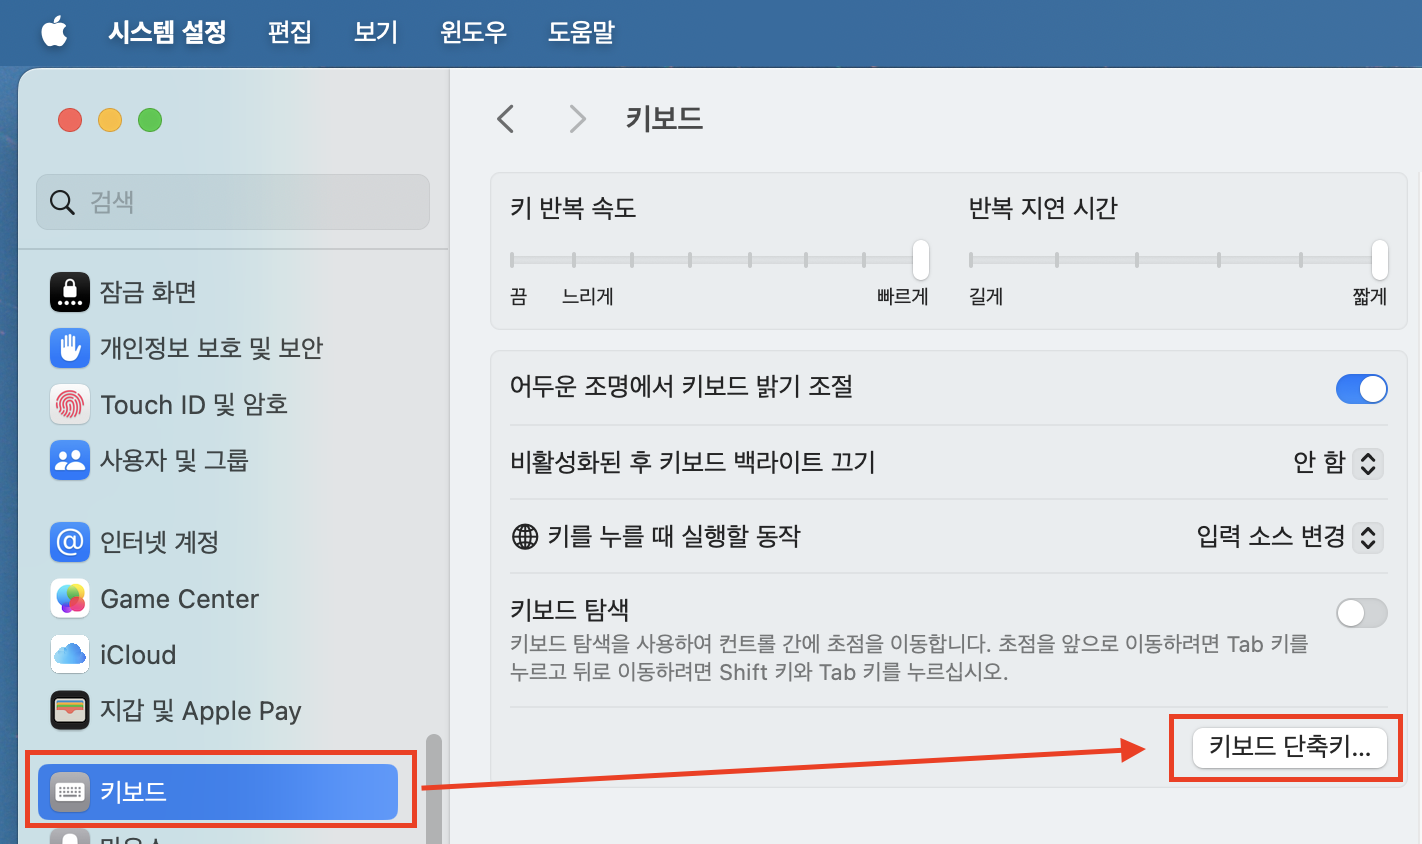 시스템 설정 편집 보기 윈도우 도움말
검색
잠금 화면
개인정보 보호 및 보안
Touch ID 및 암호
사용자 및 그룹
인터넷 계정
Game Center
iCloud
지갑 및 Apple Pay
키보드
키보드
키 반복 속도
끔 느리게 빠르게
반복 지연 시간
길게 짧게
어두운 조명에서 키보드 밝기 조절
비활성화된 후 키보드 백라이트 끄기 안 함
키를 누를 때 실행할 동작 입력 소스 변경
키보드 탐색
키보드 탐색을 사용하여 컨트롤 간에 초점을 이동합니다. 초점을 앞으로 이동하려면 Tab 키를
누르고 뒤로 이동하려면 Shift 키와 Tab 키를 누르십시오.
키보드 단축키...